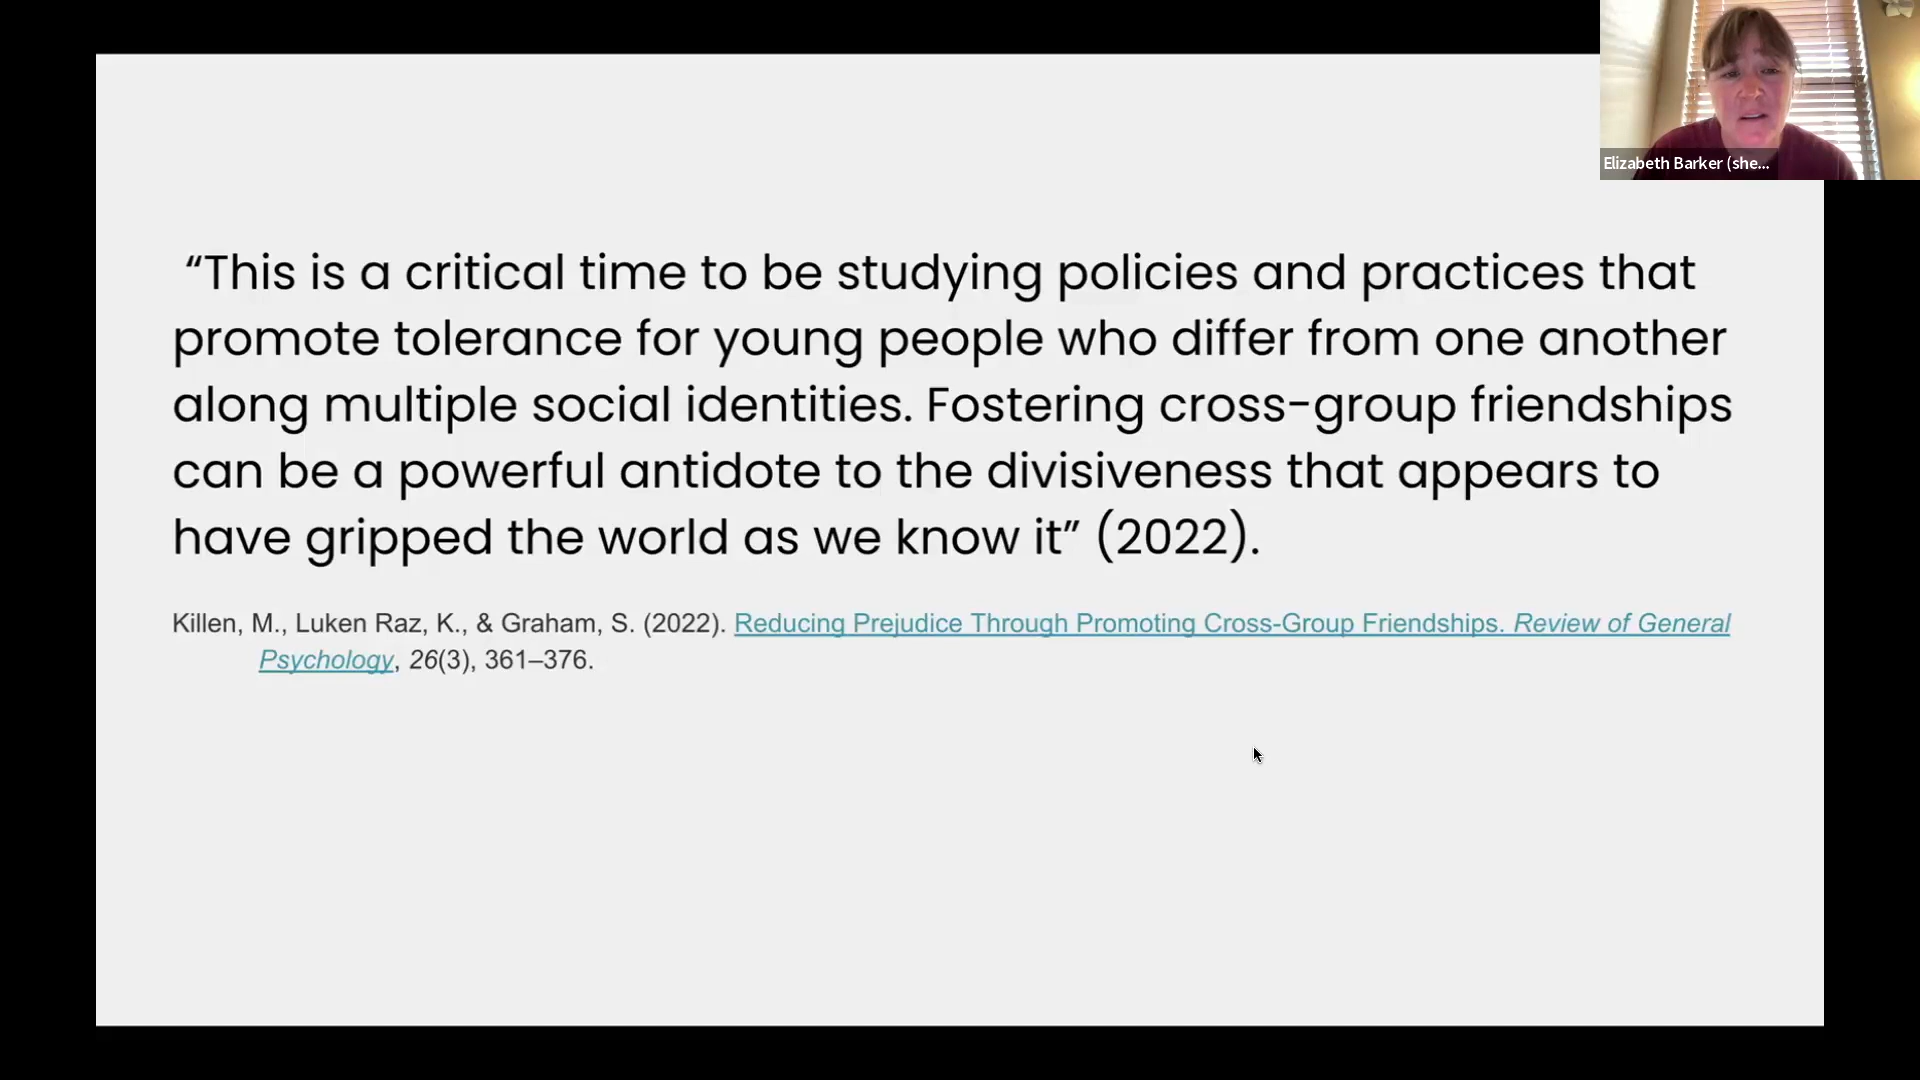 Elizabeth Barker (she...
“This is a critical time to be studying policies and practices that
promote tolerance for young people who differ from one another
along multiple social identities. Fostering cross-group friendships
can be a powerful antidote to the divisiveness that appears to
have gripped the world as we know it” (2022).
Killen, M., Luken Raz, K., & Graham, S. (2022). Reducing Prejudice Through Promoting Cross-Group Friendships. Review of General
Psychology, 26(3), 361–376.